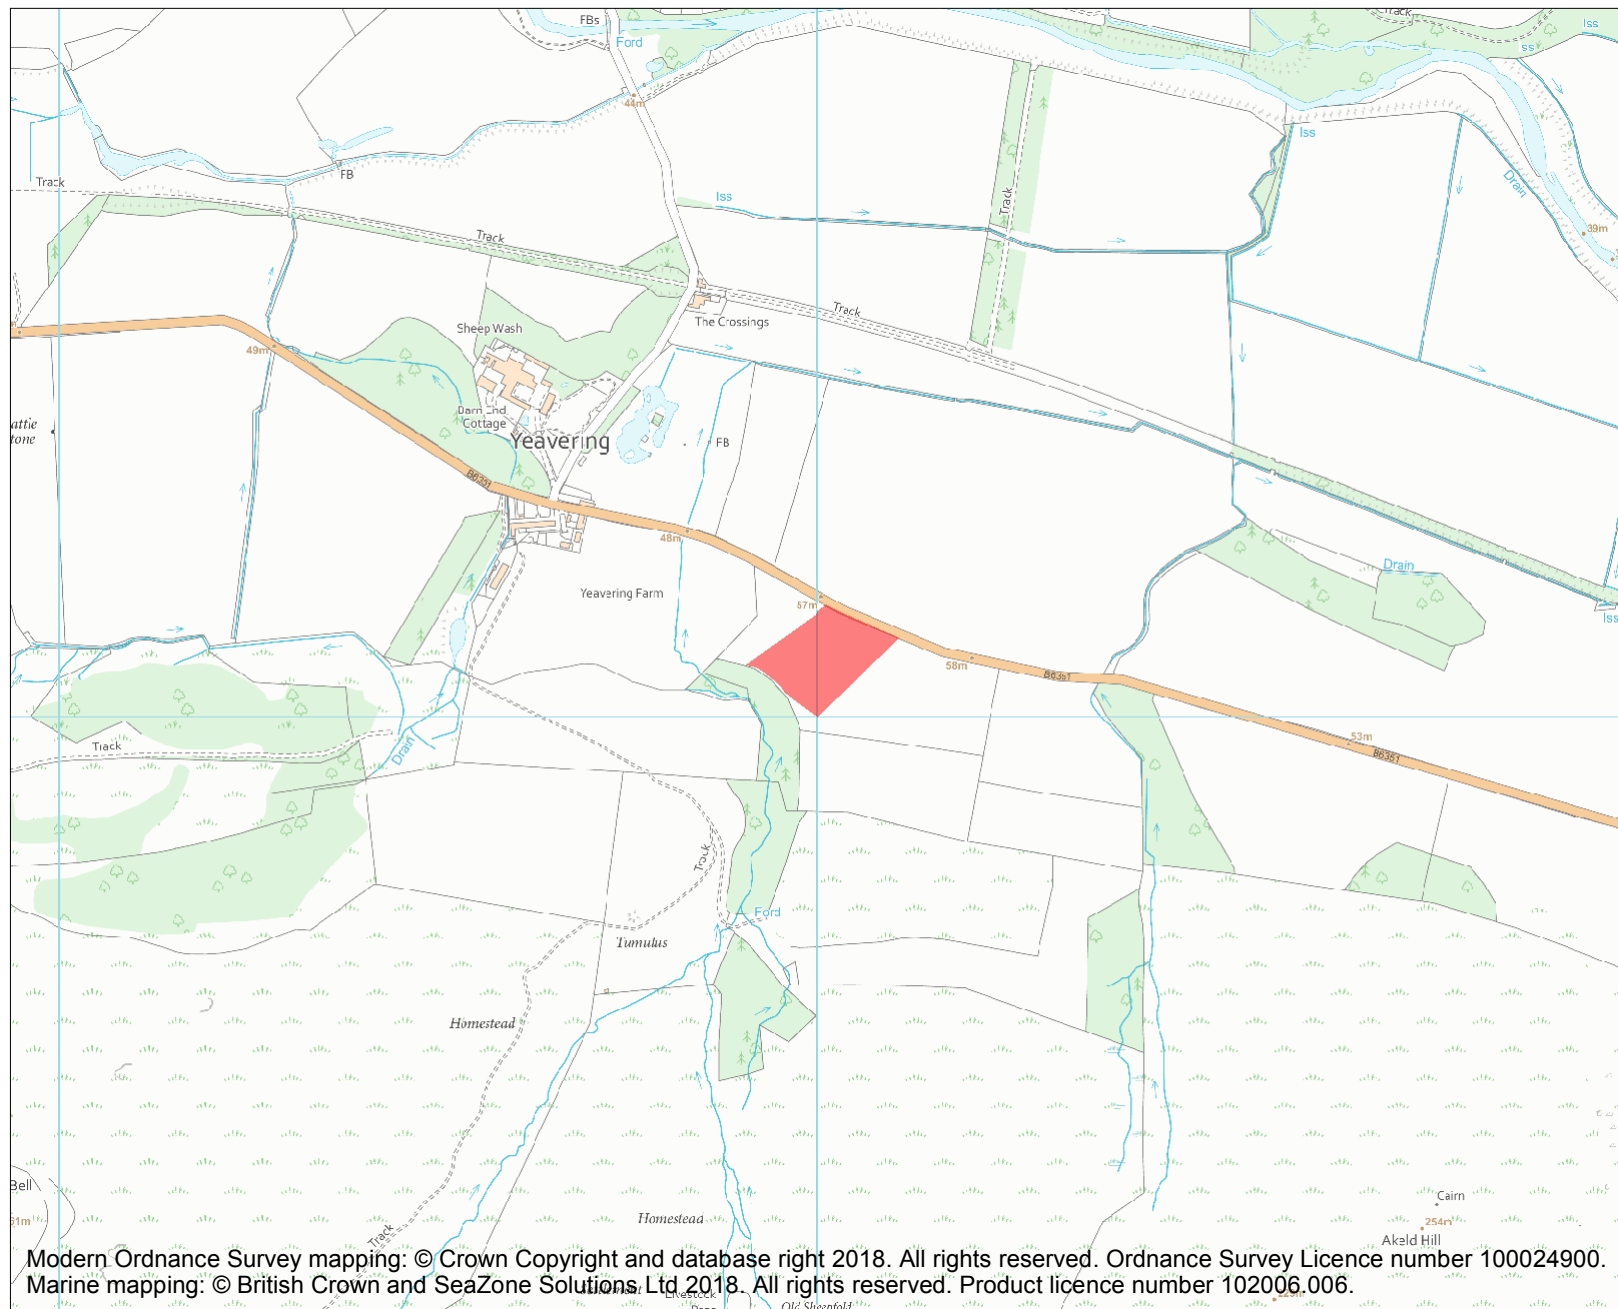 FBs
Track
Iss
Ford
Iss
44m
Iss
FB
Track
Drain
Track
Iss
39m
Track
Track
The Crossings
Sheep Wash
49m
Cottage
Yeavering
FB
B6351
48m
Drain
Yeavering Farm
57m
Iss
58m
B6351
53m
B6351
Track
Drain
Track
Ford
Tumulus
Homestead
Bell
Cairn
Homestead
254m
Track
Akeld Hill
Modern Ordnance Survey mapping: © Crown Copyright and database right 2018. All rights reserved. Ordnance Survey Licence number 100024900.
Marine mapping: © British Crown and SeaZone Solutions Ltd 2018. All rights reserved. Product licence number 102006.006.
Old Sheepfold